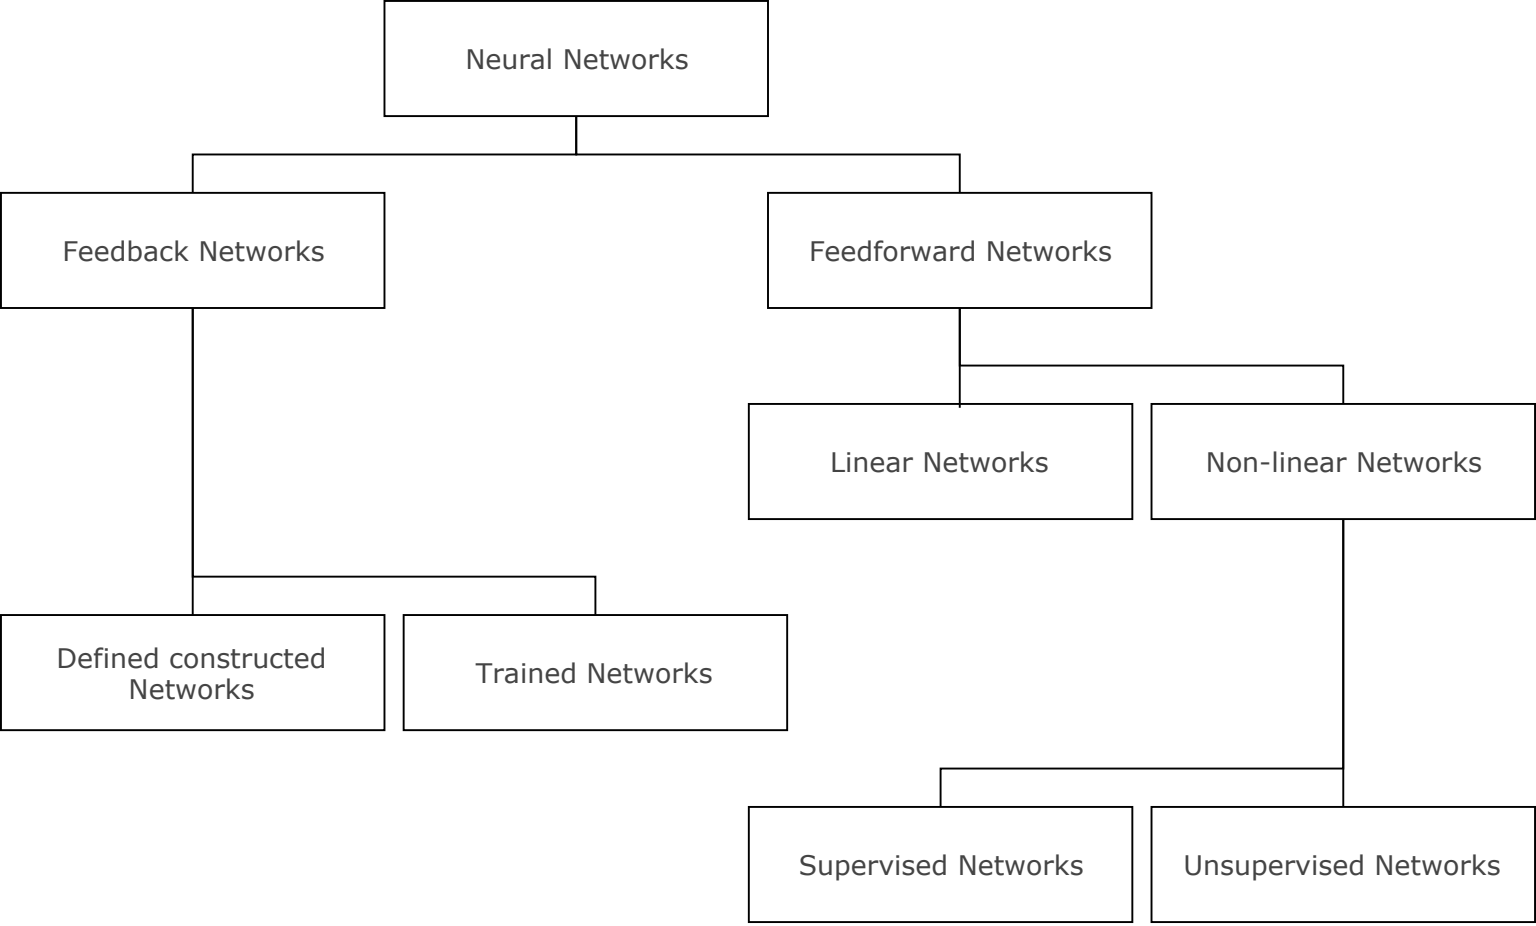 Neural Networks
Feedback Networks
Feedforward Networks
Linear Networks
Non-linear Networks
Defined constructed
Networks
Trained Networks
Supervised Networks
Unsupervised Networks